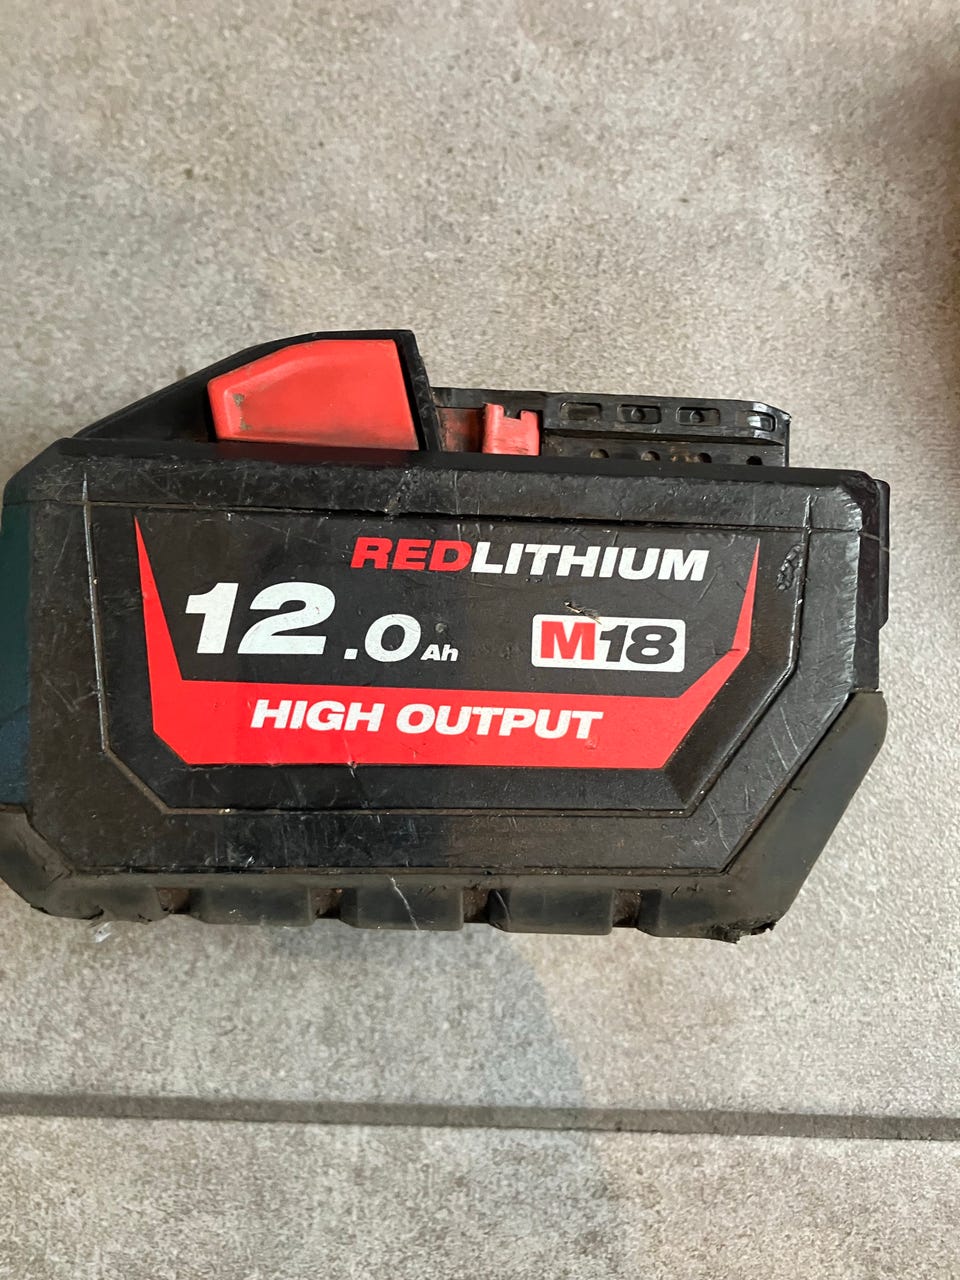 REDLITHIUM
12.0Ah
M18
HIGH OUTPUT